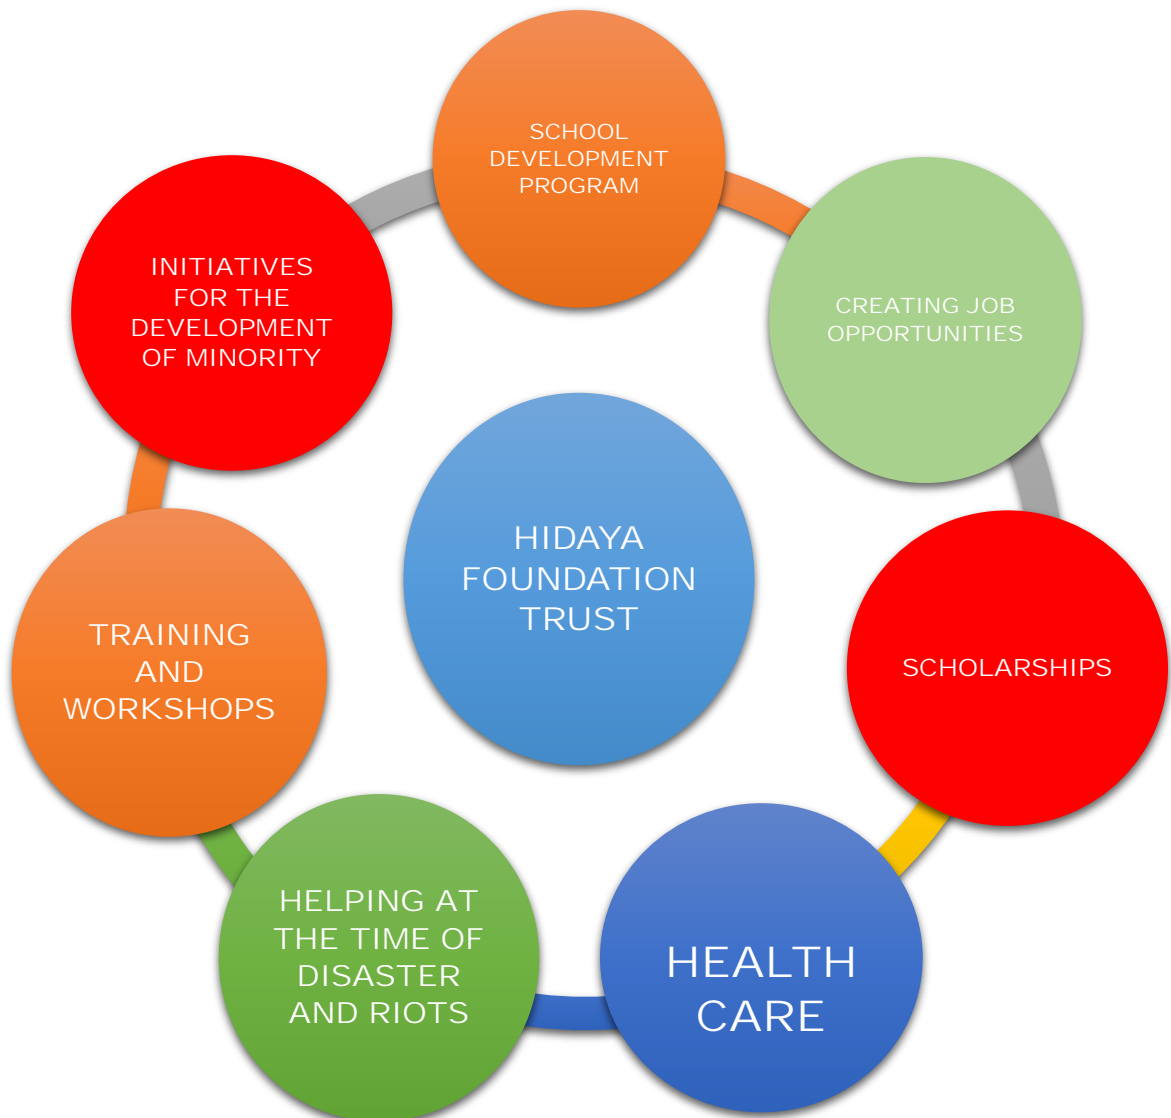 SCHOOL
DEVELOPMENT
PROGRAM
CREATING JOB
OPPORTUNITIES
SCHOLARSHIPS
HEALTH
CARE
HELPING AT
THE TIME OF
DISASTER
AND RIOTS
TRAINING
AND
WORKSHOPS
INITIATIVES
FOR THE
DEVELOPMENT
OF MINORITY
HIDAYA
FOUNDATION
TRUST